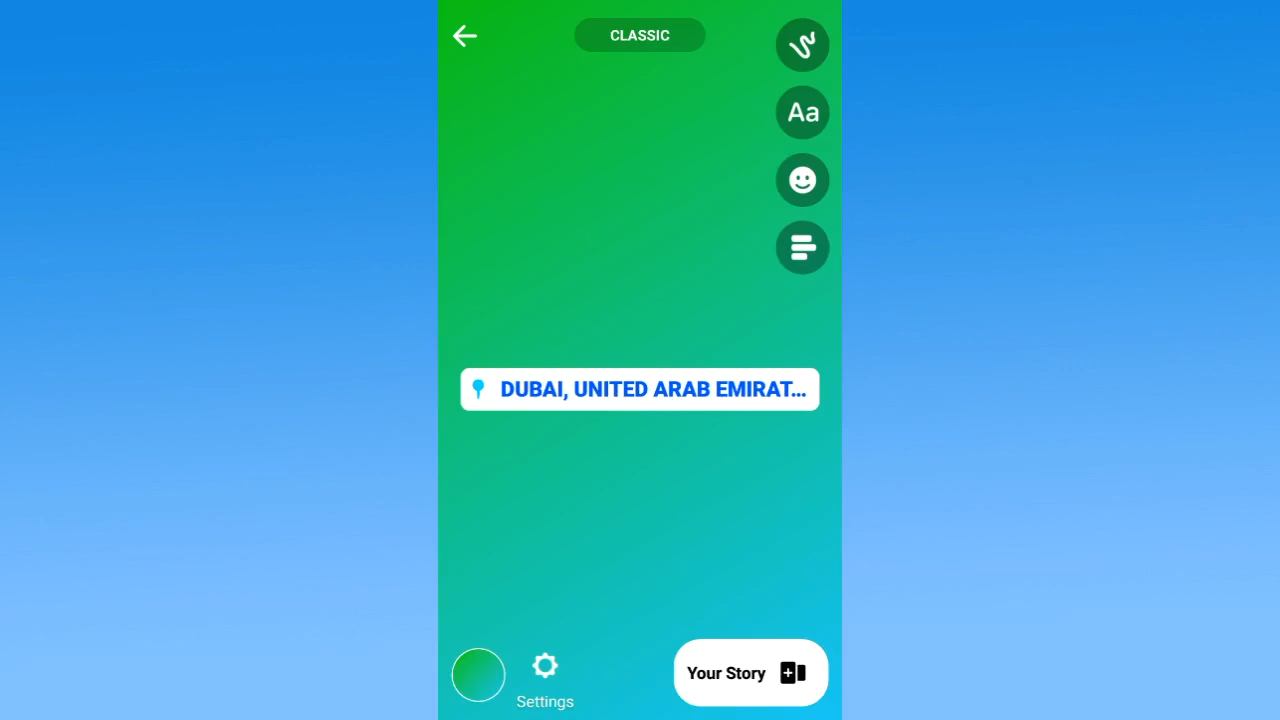 CLASSIC
Aa
DUBAI, UNITED ARAB EMIRAT...
Your Story
Settings